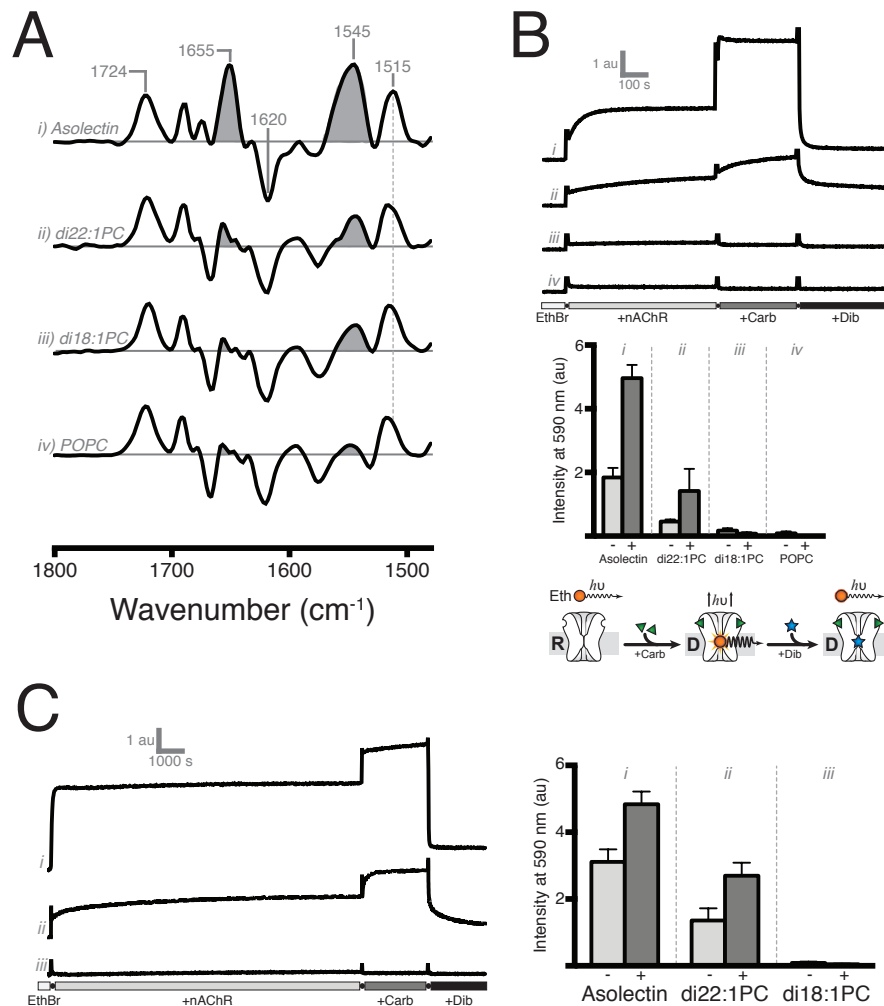 A
1545
1655
1724
1515
1620
i) Asolectin
ii) di22:1PC
iii) di18:1PC
iv) POPC
1800 1700 1600 1500
Wavenumber (cm-1)
B
1 au
100 s
i
ii
iii
iv
EthBr +nAChR +Carb +Dib
Intensity at 590 nm (au)
6
4
2
i ii iii iv
- + - + - + - +
Asolectin di22:1PC di18:1PC POPC
Eth hυ ↑hυ↑ hυ
R +Carb D +Dib D
C
1 au
1000 s
i
ii
iii
EthBr +nAChR +Carb +Dib
Intensity at 590 nm (au)
6
4
2
i ii iii
- + - + - +
Asolectin di22:1PC di18:1PC